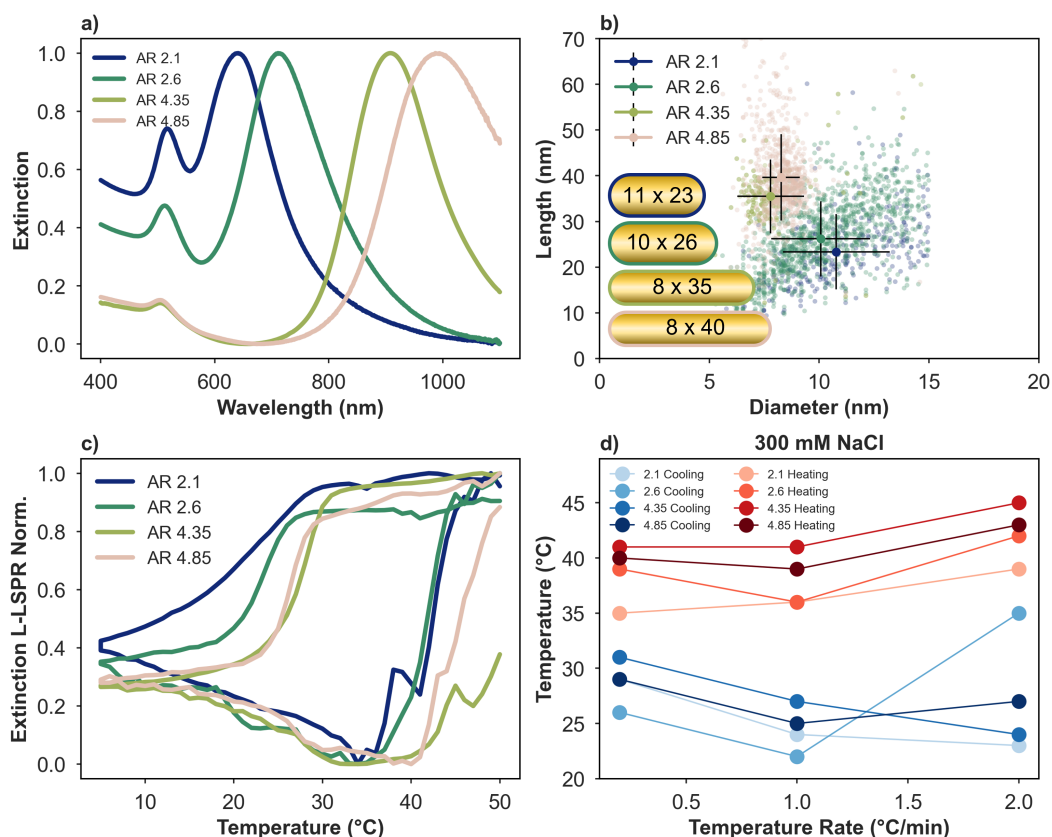 a)
AR 2.1
AR 2.6
AR 4.35
AR 4.85
1.0
0.8
0.6
0.4
0.2
0.0
Extinction
400
600
800
1000
Wavelength (nm)
b)
AR 2.1
AR 2.6
AR 4.35
AR 4.85
11 x 23
10 x 26
8 x 35
8 x 40
70
60
50
40
30
20
10
0
Length (nm)
0
5
10
15
20
Diameter (nm)
c)
AR 2.1
AR 2.6
AR 4.35
AR 4.85
1.0
0.8
0.6
0.4
0.2
0.0
Extinction L-LSPR Norm.
10
20
30
40
50
Temperature (°C)
d)
300 mM NaCl
2.1 Cooling
2.6 Cooling
4.35 Cooling
4.85 Cooling
2.1 Heating
2.6 Heating
4.35 Heating
4.85 Heating
45
40
35
30
25
20
Temperature (°C)
0.5
1.0
1.5
2.0
Temperature Rate (°C/min)